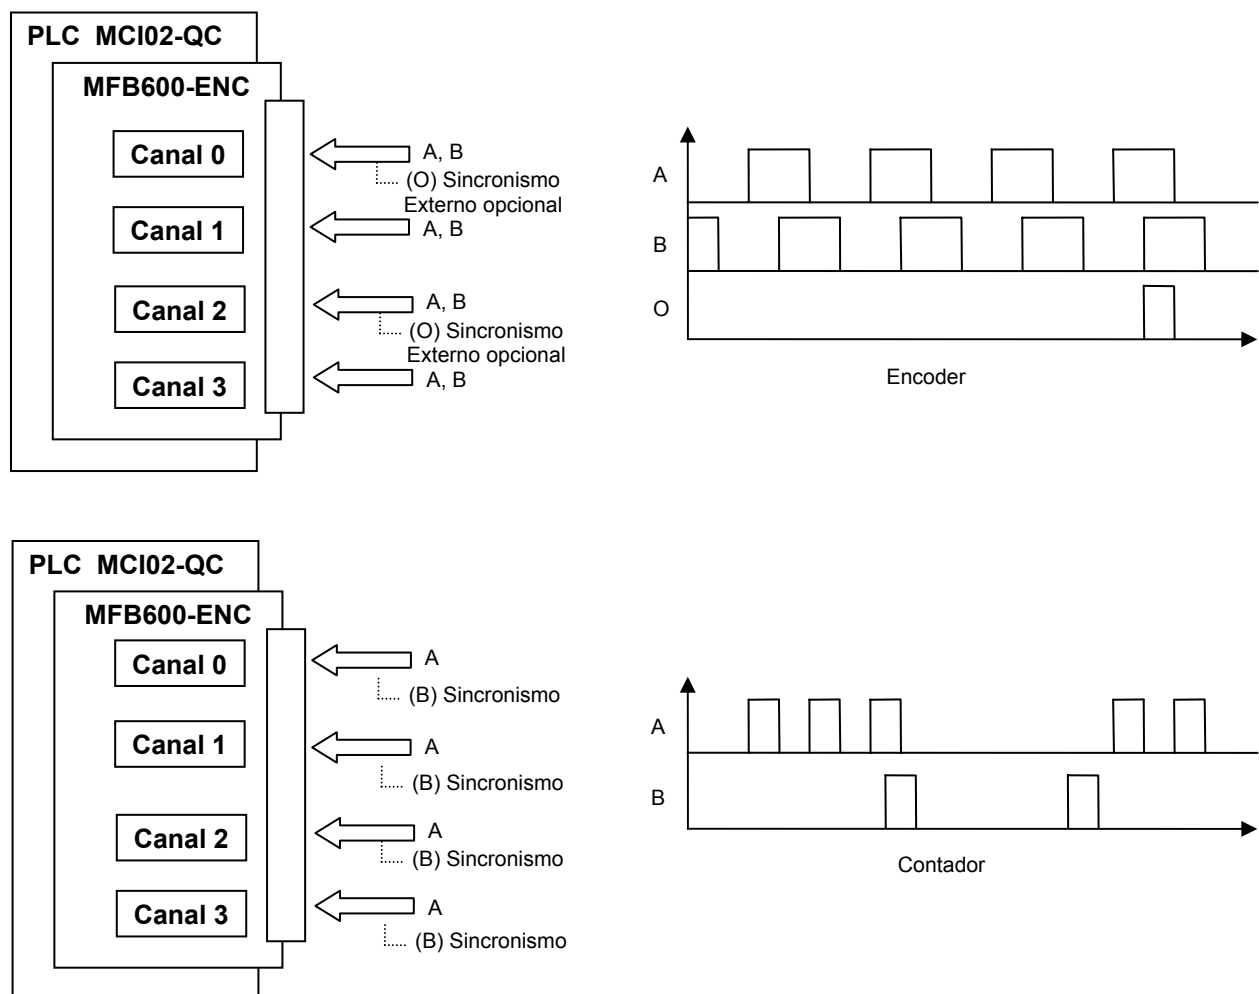 PLC MCI02-QC
MFB600-ENC
Canal 0
A, B
(O) Sincronismo
Externo opcional
Canal 1
A, B
Canal 2
A, B
(O) Sincronismo
Externo opcional
Canal 3
A, B
A
B
O
Encoder
PLC MCI02-QC
MFB600-ENC
Canal 0
A
(B) Sincronismo
Canal 1
A
(B) Sincronismo
Canal 2
A
(B) Sincronismo
Canal 3
A
(B) Sincronismo
A
B
Contador